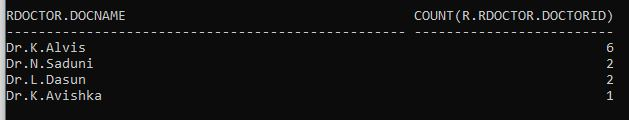 RDOCTOR.DOCNAME COUNT(R.RDOCTOR.DOCTORID)
-------------------------------------------------- -------------------------
Dr.K.Alvis 6
Dr.N.Saduni 2
Dr.L.Dasun 2
Dr.K.Avishka 1